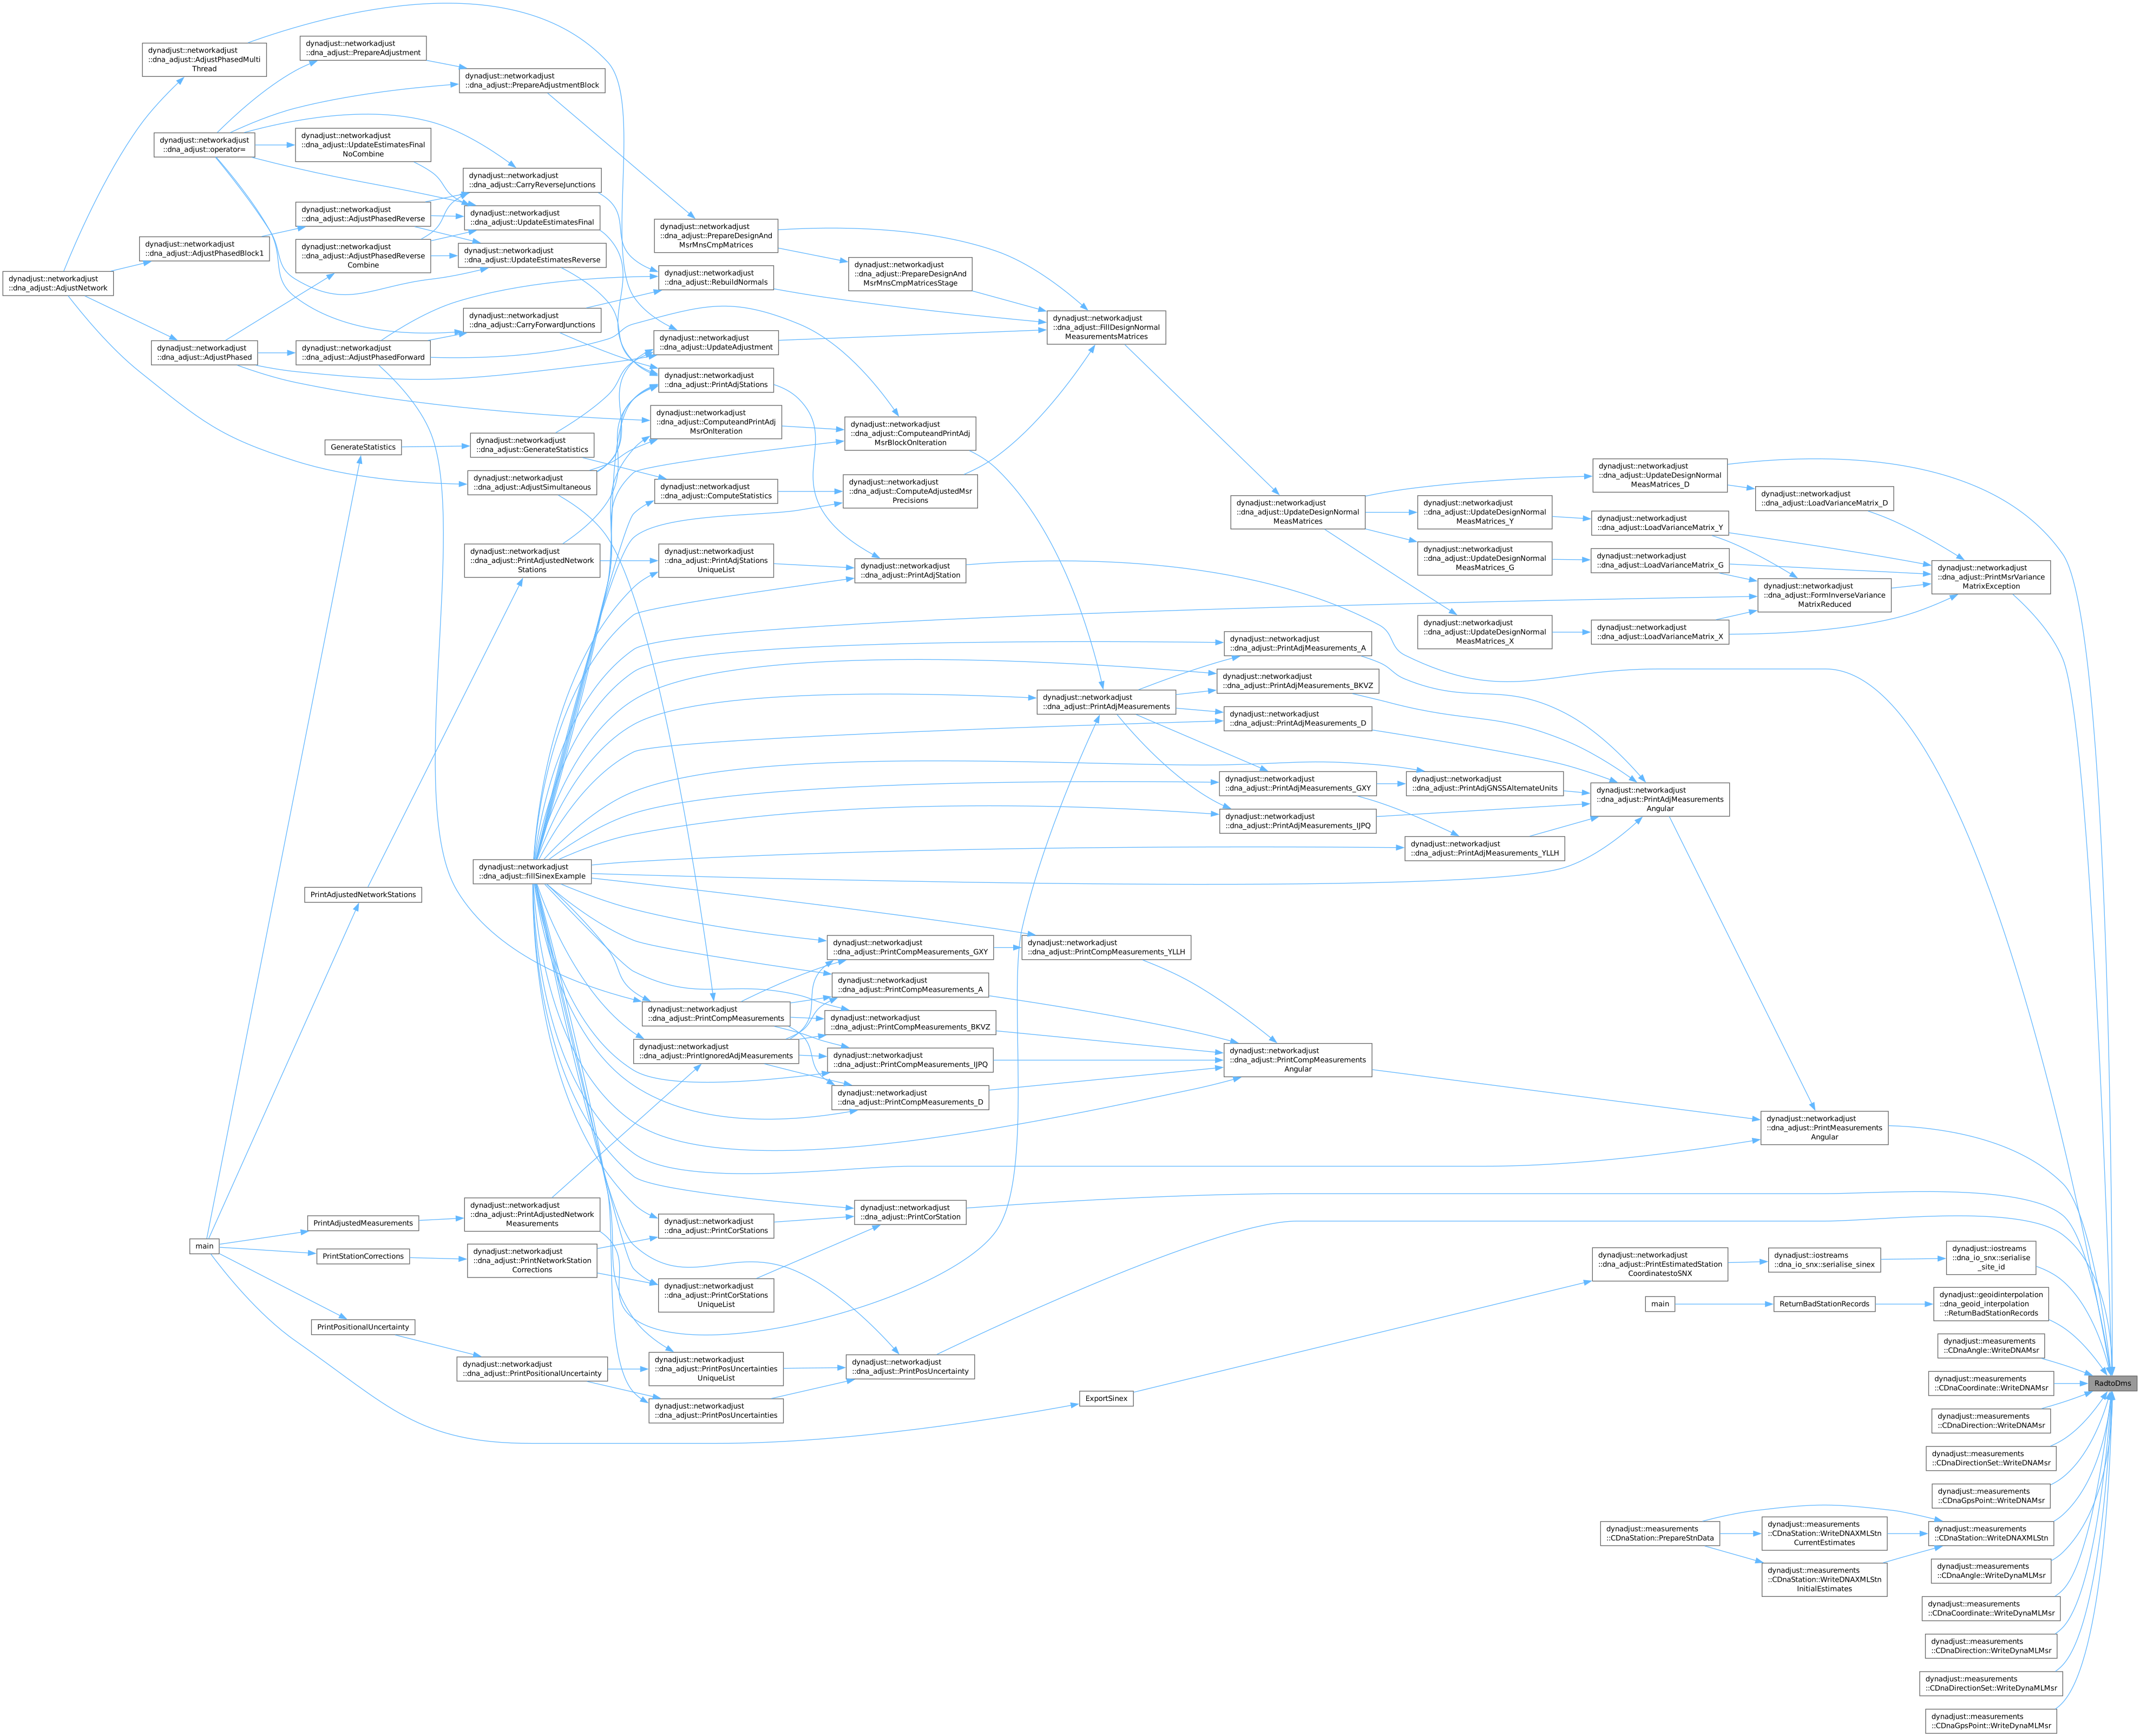 dynadjust::networkadjust
::dna_adjust::AdjustPhasedMulti
Thread
dynadjust::networkadjust
::dna_adjust::PrepareAdjustment
dynadjust::networkadjust
::dna_adjust::PrepareAdjustmentBlock
dynadjust::networkadjust
::dna_adjust::operator=
dynadjust::networkadjust
::dna_adjust::UpdateEstimatesFinal
NoCombine
dynadjust::networkadjust
::dna_adjust::CarryReverseJunctions
dynadjust::networkadjust
::dna_adjust::AdjustPhasedReverse
dynadjust::networkadjust
::dna_adjust::UpdateEstimatesFinal
dynadjust::networkadjust
::dna_adjust::AdjustPhasedBlock1
dynadjust::networkadjust
::dna_adjust::AdjustPhasedReverse
Combine
dynadjust::networkadjust
::dna_adjust::UpdateEstimatesReverse
dynadjust::networkadjust
::dna_adjust::PrepareDesignAnd
MsrMnsCmpMatrices
dynadjust::networkadjust
::dna_adjust::PrepareDesignAnd
MsrMnsCmpMatricesStage
dynadjust::networkadjust
::dna_adjust::AdjustNetwork
dynadjust::networkadjust
::dna_adjust::RebuildNormals
dynadjust::networkadjust
::dna_adjust::CarryForwardJunctions
dynadjust::networkadjust
::dna_adjust::FillDesignNormal
MeasurementsMatrices
dynadjust::networkadjust
::dna_adjust::AdjustPhased
dynadjust::networkadjust
::dna_adjust::AdjustPhasedForward
dynadjust::networkadjust
::dna_adjust::UpdateAdjustment
dynadjust::networkadjust
::dna_adjust::PrintAdjStations
dynadjust::networkadjust
::dna_adjust::ComputeandPrintAdj
MsrOnIteration
dynadjust::networkadjust
::dna_adjust::ComputeandPrintAdj
MsrBlockOnIteration
GenerateStatistics
dynadjust::networkadjust
::dna_adjust::GenerateStatistics
dynadjust::networkadjust
::dna_adjust::AdjustSimultaneous
dynadjust::networkadjust
::dna_adjust::ComputeStatistics
dynadjust::networkadjust
::dna_adjust::ComputeAdjustedMsr
Precisions
dynadjust::networkadjust
::dna_adjust::UpdateDesignNormal
MeasMatrices
dynadjust::networkadjust
::dna_adjust::UpdateDesignNormal
MeasMatrices_Y
dynadjust::networkadjust
::dna_adjust::UpdateDesignNormal
MeasMatrices_D
dynadjust::networkadjust
::dna_adjust::LoadVarianceMatrix_D
dynadjust::networkadjust
::dna_adjust::LoadVarianceMatrix_Y
dynadjust::networkadjust
::dna_adjust::PrintAdjustedNetwork
Stations
dynadjust::networkadjust
::dna_adjust::PrintAdjStations
UniqueList
dynadjust::networkadjust
::dna_adjust::PrintAdjStation
dynadjust::networkadjust
::dna_adjust::UpdateDesignNormal
MeasMatrices_G
dynadjust::networkadjust
::dna_adjust::LoadVarianceMatrix_G
dynadjust::networkadjust
::dna_adjust::FormInverseVariance
MatrixReduced
dynadjust::networkadjust
::dna_adjust::PrintMsrVariance
MatrixException
dynadjust::networkadjust
::dna_adjust::UpdateDesignNormal
MeasMatrices_X
dynadjust::networkadjust
::dna_adjust::LoadVarianceMatrix_X
dynadjust::networkadjust
::dna_adjust::PrintAdjMeasurements_A
dynadjust::networkadjust
::dna_adjust::PrintAdjMeasurements_BKVZ
dynadjust::networkadjust
::dna_adjust::PrintAdjMeasurements
dynadjust::networkadjust
::dna_adjust::PrintAdjMeasurements_D
dynadjust::networkadjust
::dna_adjust::PrintAdjMeasurements_GXY
dynadjust::networkadjust
::dna_adjust::PrintAdjGNSSAlternateUnits
dynadjust::networkadjust
::dna_adjust::PrintAdjMeasurements
Angular
dynadjust::networkadjust
::dna_adjust::PrintAdjMeasurements_IJPQ
dynadjust::networkadjust
::dna_adjust::PrintAdjMeasurements_YLLH
dynadjust::networkadjust
::dna_adjust::fillSinexExample
PrintAdjustedNetworkStations
dynadjust::networkadjust
::dna_adjust::PrintCompMeasurements_GXY
dynadjust::networkadjust
::dna_adjust::PrintCompMeasurements_YLLH
dynadjust::networkadjust
::dna_adjust::PrintCompMeasurements_A
dynadjust::networkadjust
::dna_adjust::PrintCompMeasurements
dynadjust::networkadjust
::dna_adjust::PrintCompMeasurements_BKVZ
dynadjust::networkadjust
::dna_adjust::PrintIgnoredAdjMeasurements
dynadjust::networkadjust
::dna_adjust::PrintCompMeasurements_IJPQ
dynadjust::networkadjust
::dna_adjust::PrintCompMeasurements
Angular
dynadjust::networkadjust
::dna_adjust::PrintCompMeasurements_D
dynadjust::networkadjust
::dna_adjust::PrintMeasurements
Angular
PrintAdjustedMeasurements
dynadjust::networkadjust
::dna_adjust::PrintAdjustedNetwork
Measurements
dynadjust::networkadjust
::dna_adjust::PrintCorStations
dynadjust::networkadjust
::dna_adjust::PrintCorStation
main
PrintStationCorrections
dynadjust::networkadjust
::dna_adjust::PrintNetworkStation
Corrections
dynadjust::networkadjust
::dna_adjust::PrintCorStations
UniqueList
dynadjust::networkadjust
::dna_adjust::PrintEstimatedStation
CoordinatestoSNX
dynadjust::iostreams
::dna_io_snx::serialise_sinex
dynadjust::iostreams
::dna_io_snx::serialise
_site_id
main
ReturnBadStationRecords
dynadjust::geoidinterpolation
::dna_geoid_interpolation
::ReturnBadStationRecords
PrintPositionalUncertainty
dynadjust::networkadjust
::dna_adjust::PrintPositionalUncertainty
dynadjust::networkadjust
::dna_adjust::PrintPosUncertainties
UniqueList
dynadjust::networkadjust
::dna_adjust::PrintPosUncertainty
dynadjust::measurements
::CDnaAngle::WriteDNAMsr
RadtoDms
dynadjust::networkadjust
::dna_adjust::PrintPosUncertainties
ExportSinex
dynadjust::measurements
::CDnaCoordinate::WriteDNAMsr
dynadjust::measurements
::CDnaDirection::WriteDNAMsr
dynadjust::measurements
::CDnaDirectionSet::WriteDNAMsr
dynadjust::measurements
::CDnaGpsPoint::WriteDNAMsr
dynadjust::measurements
::CDnaStation::PrepareStnData
dynadjust::measurements
::CDnaStation::WriteDNAXMLStn
CurrentEstimates
dynadjust::measurements
::CDnaStation::WriteDNAXMLStn
dynadjust::measurements
::CDnaStation::WriteDNAXMLStn
InitialEstimates
dynadjust::measurements
::CDnaAngle::WriteDynaMLMsr
dynadjust::measurements
::CDnaCoordinate::WriteDynaMLMsr
dynadjust::measurements
::CDnaDirection::WriteDynaMLMsr
dynadjust::measurements
::CDnaDirectionSet::WriteDynaMLMsr
dynadjust::measurements
::CDnaGpsPoint::WriteDynaMLMsr